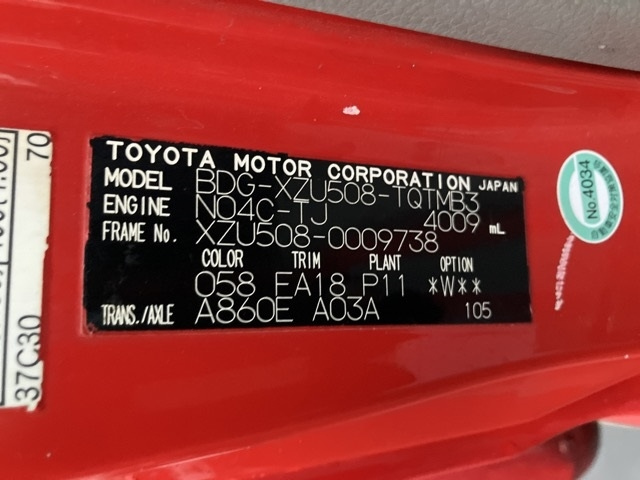 TOYOTA MOTOR CORPORATION JAPAN
MODEL BDG-XZU508-TQTMB3
ENGINE N04C-TJ 4009 mL
FRAME No. XZU508-0009738
COLOR TRIM PLANT OPTION
058 EA18 P11 *W**
TRANS./AXLE A860E A03A 105
No.4034
70
37C30